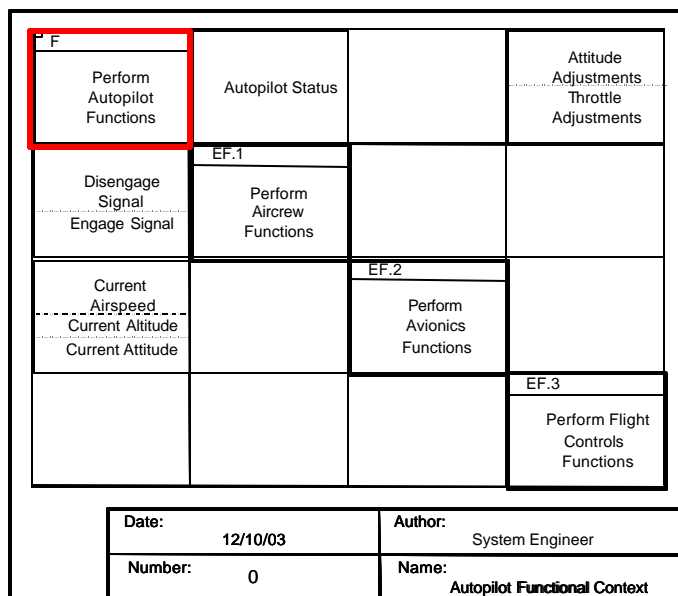 F
Perform
Autopilot
Functions
Autopilot Status
Attitude
Adjustments
Throttle
Adjustments
Disengage
Signal
Engage Signal
EF.1
Perform
Aircrew
Functions
Current
Airspeed
Current Altitude
Current Attitude
EF.2
Perform
Avionics
Functions
EF.3
Perform Flight
Controls
Functions
Date:
12/10/03
Author:
System Engineer
Number:
0
Name:
Autopilot Functional Context